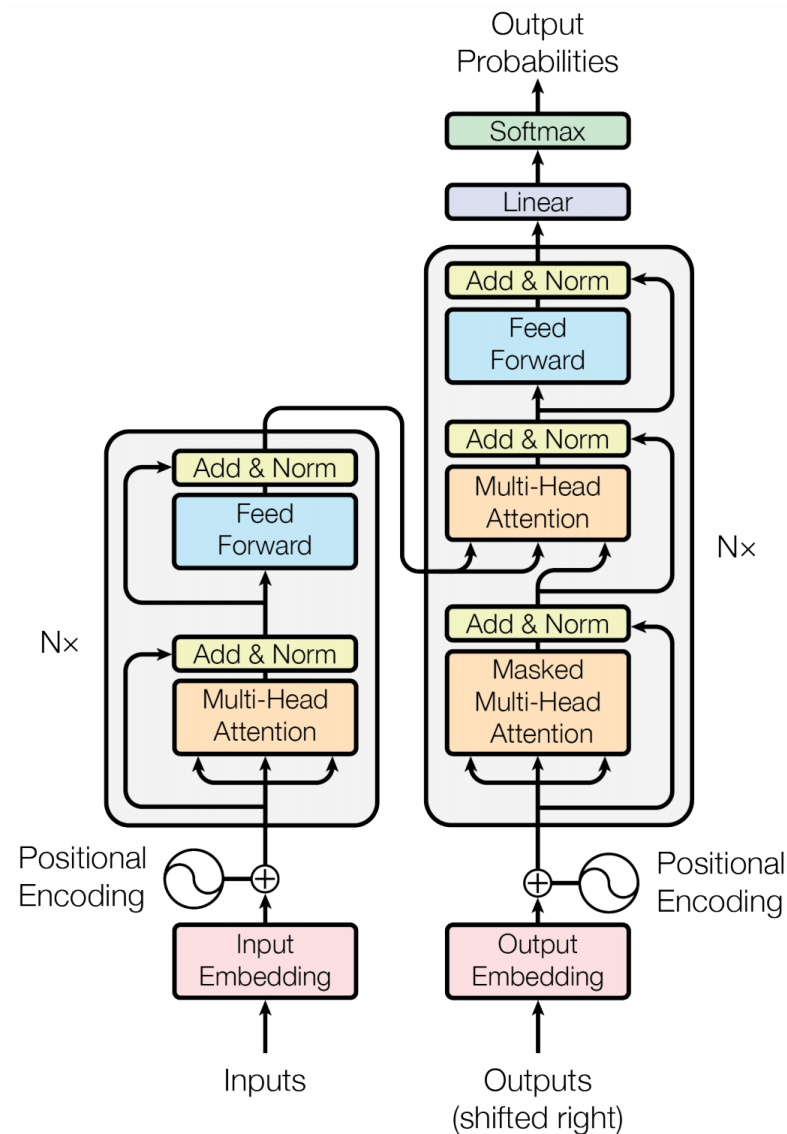 Output
Probabilities
Softmax
Linear
Add & Norm
Feed
Forward
Add & Norm
Multi-Head
Attention
Add & Norm
Masked
Multi-Head
Attention
Nx
Add & Norm
Feed
Forward
Add & Norm
Multi-Head
Attention
Nx
Positional
Encoding
Positional
Encoding
Input
Embedding
Output
Embedding
Inputs
Outputs
(shifted right)